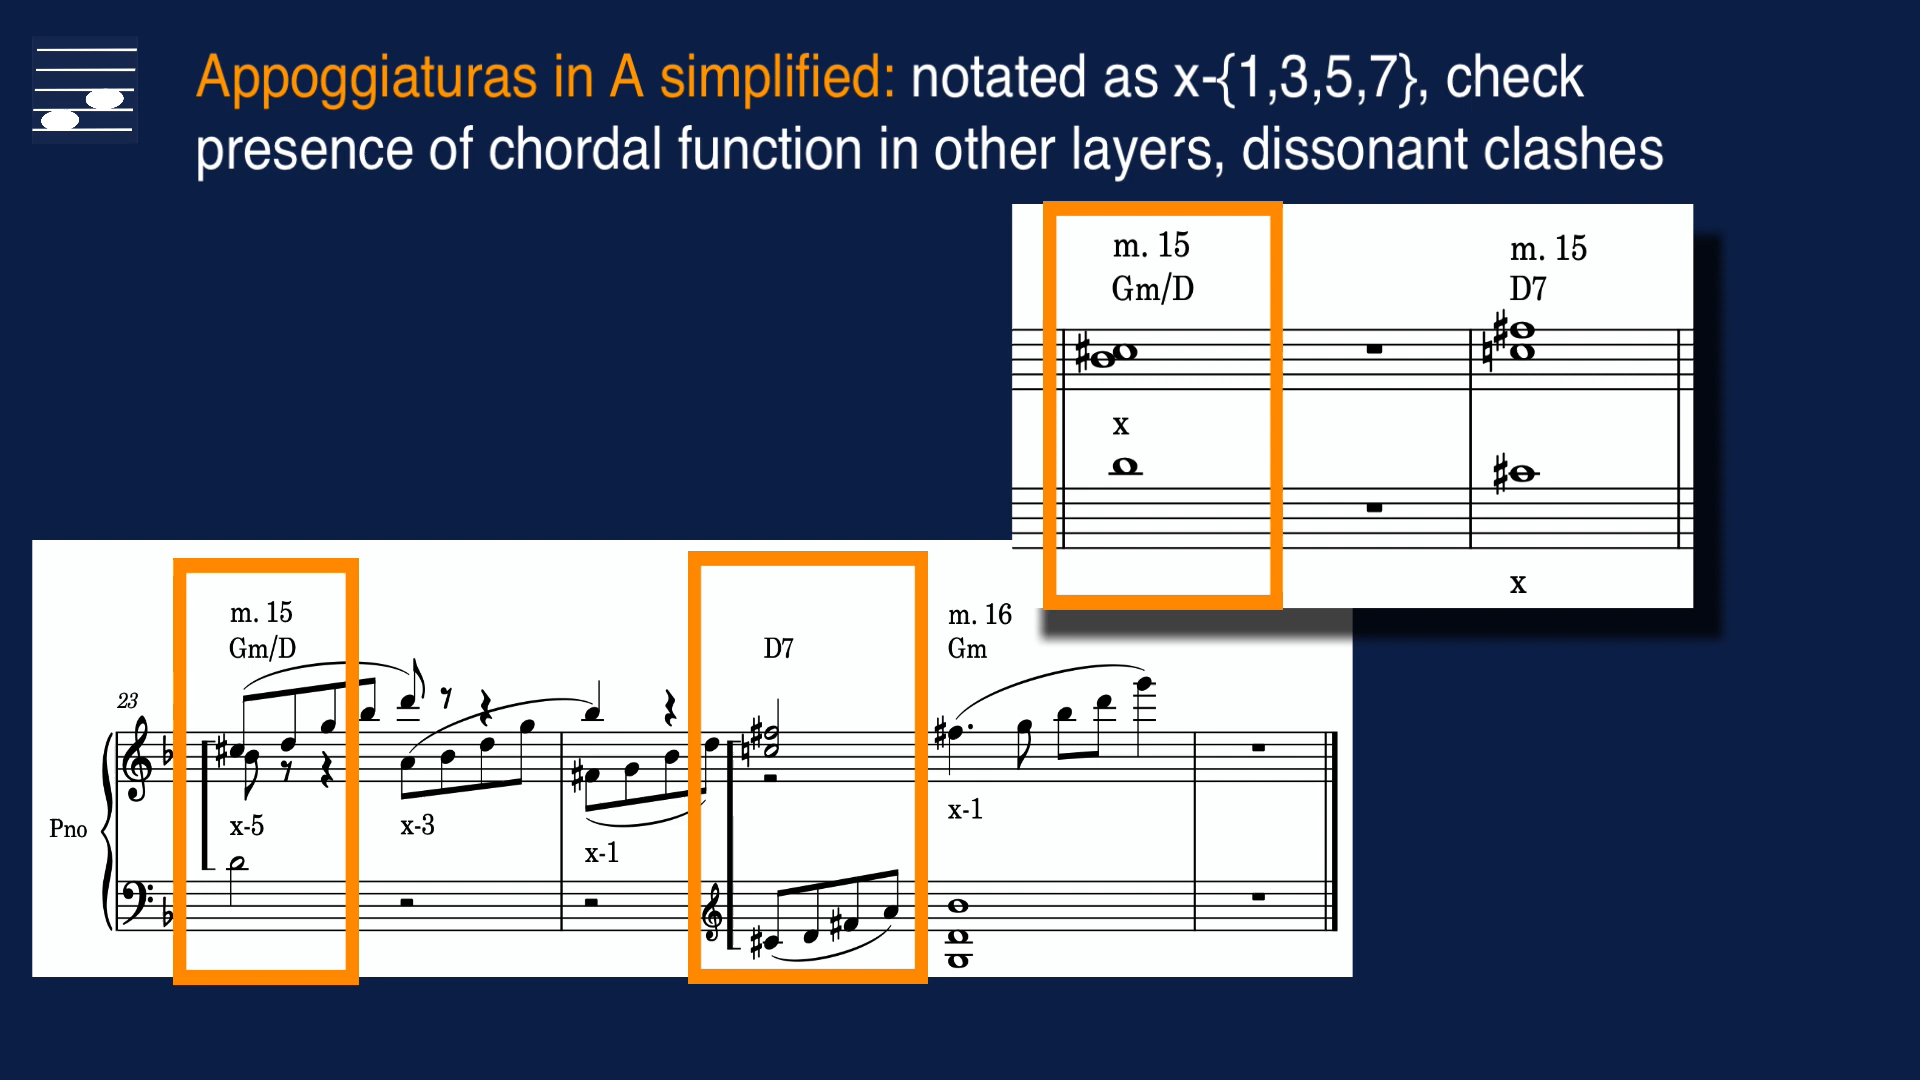 Appoggiaturas in A simplified: notated as x-{1,3,5,7}, check
presence of chordal function in other layers, dissonant clashes
m. 15 m. 15
Gm/D D7
x
x
m. 15 m. 16
Gm/D D7 Gm
23
x-5 x-3 x-1
Pno
x-1